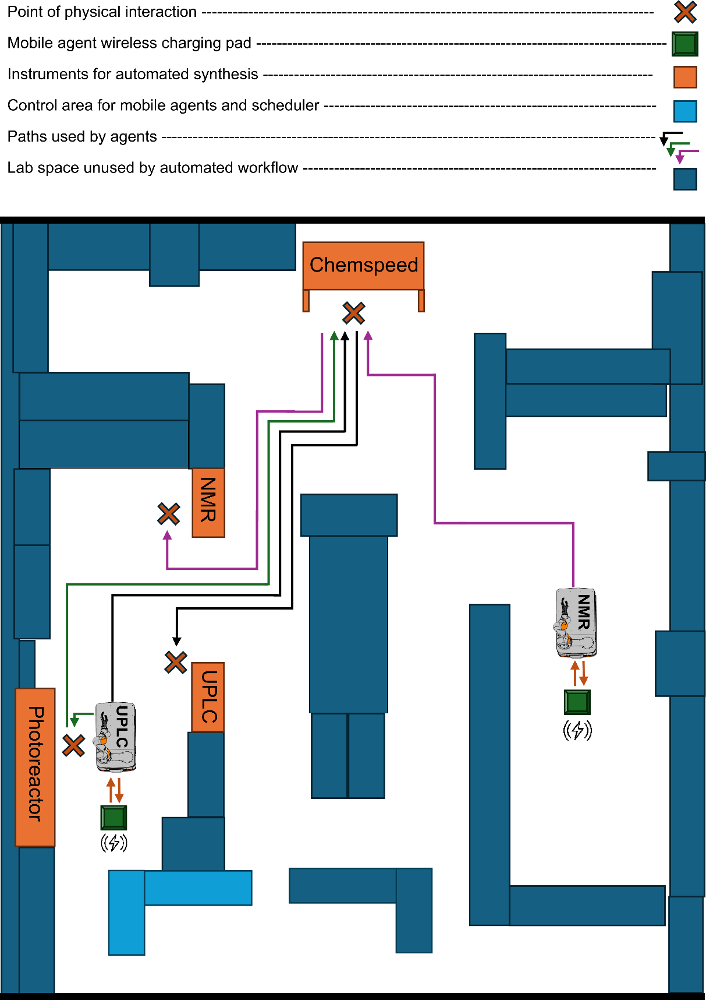 Point of physical interaction
Mobile agent wireless charging pad
Instruments for automated synthesis
Control area for mobile agents and scheduler
Paths used by agents
Lab space unused by automated workflow
Chemspeed
NMR
NMR
UPLC
UPLC
Photoreactor